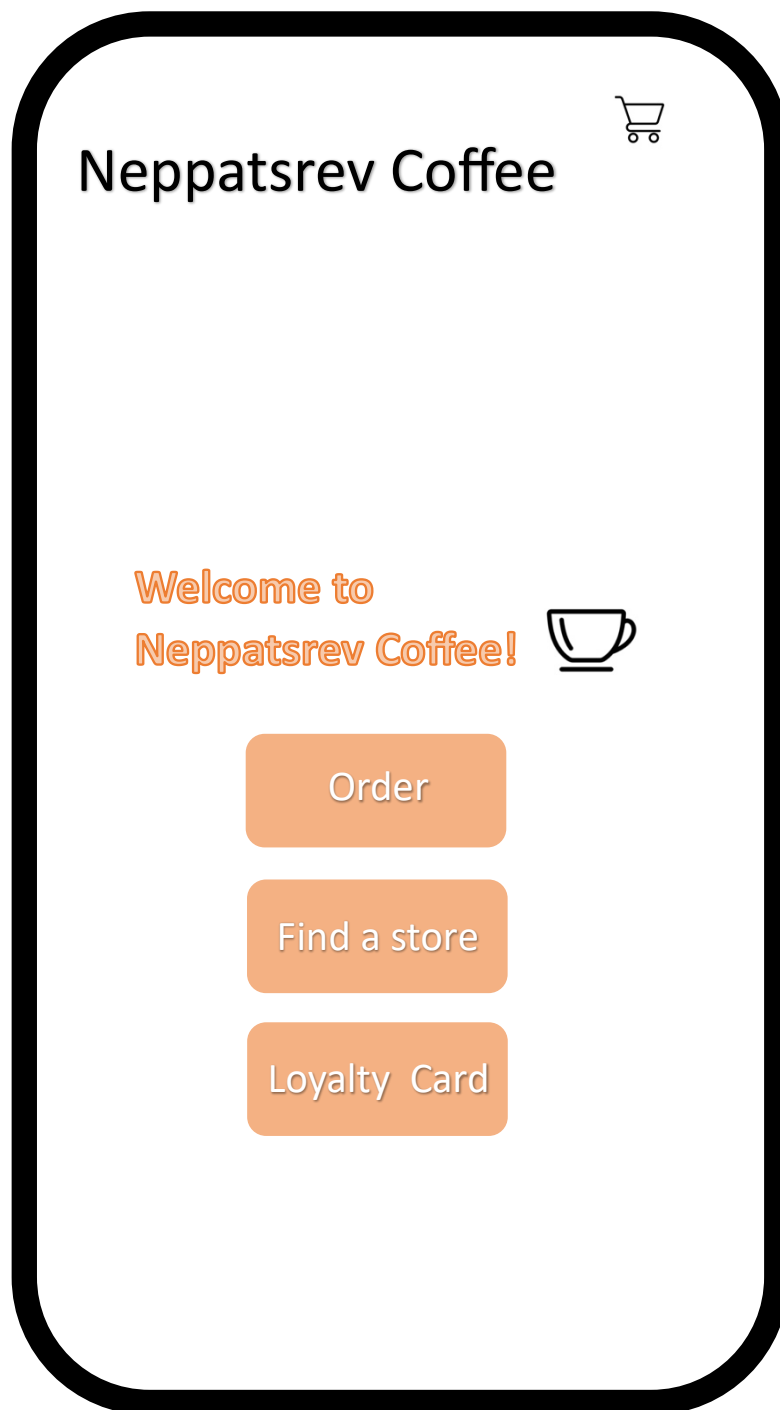 Neppatsrev Coffee
Welcome to
Neppatsrev Coffee!
Order
Find a store
Loyalty Card